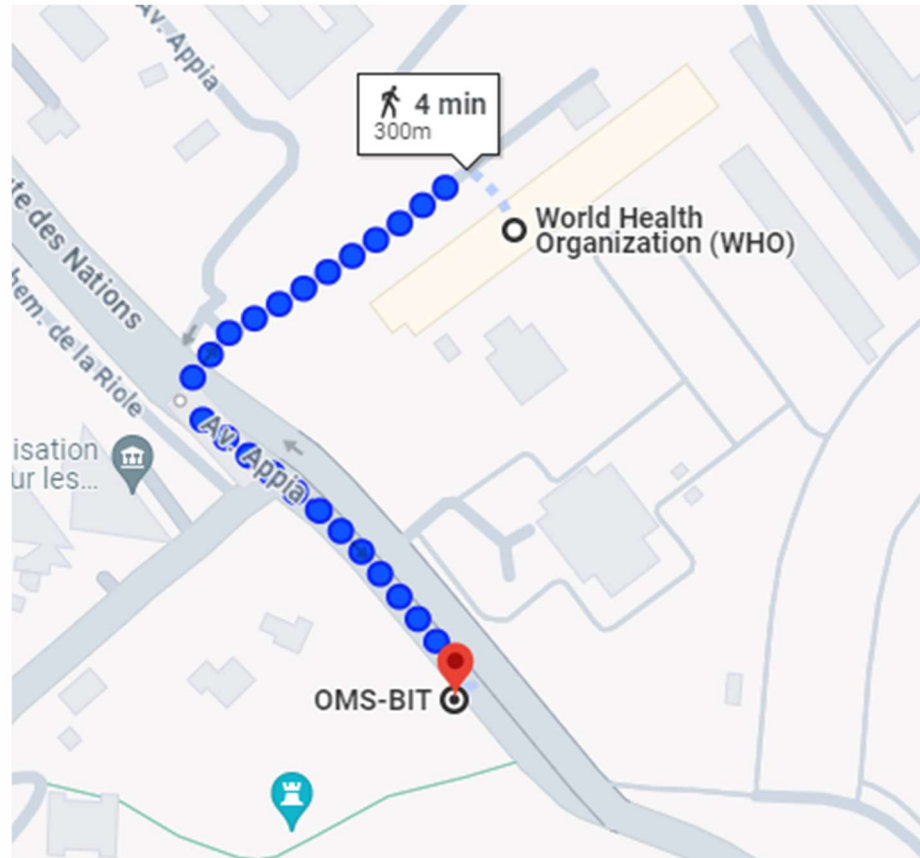 Av. Appia
4 min
300m
World Health
Organization (WHO)
te des Nations
hem. de la Riole
Av. Appia
isation
ur les...
OMS-BIT